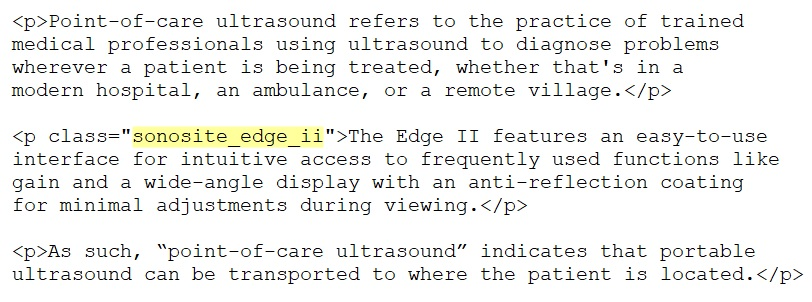 <p>Point-of-care ultrasound refers to the practice of trained
medical professionals using ultrasound to diagnose problems
wherever a patient is being treated, whether that's in a
modern hospital, an ambulance, or a remote village.</p>
<p class="sonosite_edge_ii">The Edge II features an easy-to-use
interface for intuitive access to frequently used functions like
gain and a wide-angle display with an anti-reflection coating
for minimal adjustments during viewing.</p>
<p>As such, “point-of-care ultrasound” indicates that portable
ultrasound can be transported to where the patient is located.</p>